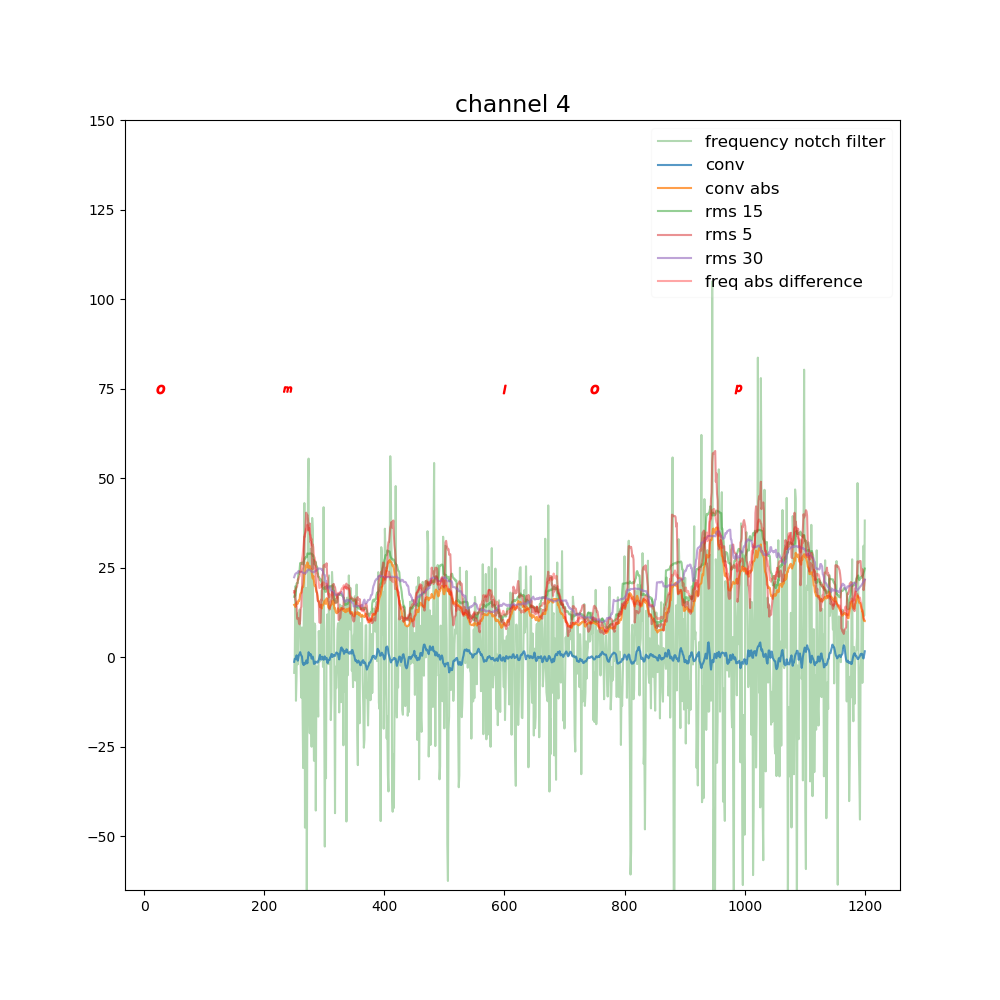 channel 4
150
125
100
75
50
25
0
−25
−50
frequency notch filter
conv
conv abs
rms 15
rms 5
rms 30
freq abs difference
o m l o p
0 200 400 600 800 1000 1200